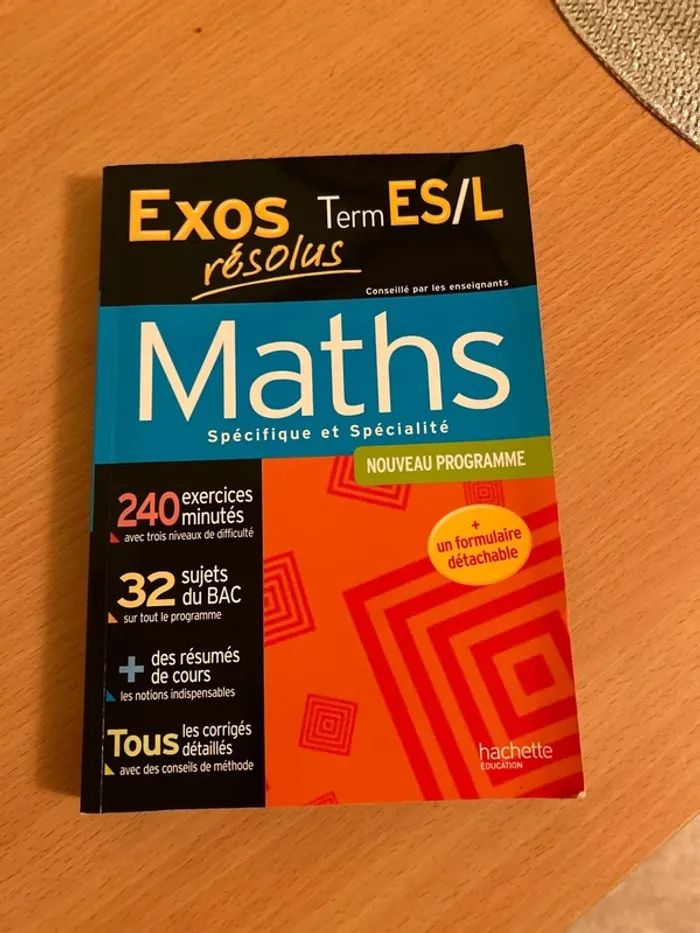 Exos Term ES/L
résolus
Conseillé par les enseignants
Maths
Spécifique et Spécialité
NOUVEAU PROGRAMME
240 exercices
minutés
avec trois niveaux de difficulté
+
un formulaire
détachable
32 sujets
du BAC
sur tout le programme
+ des résumés
de cours
les notions indispensables
Tous les corrigés
détaillés
avec des conseils de méthode
hachette
ÉDUCATION